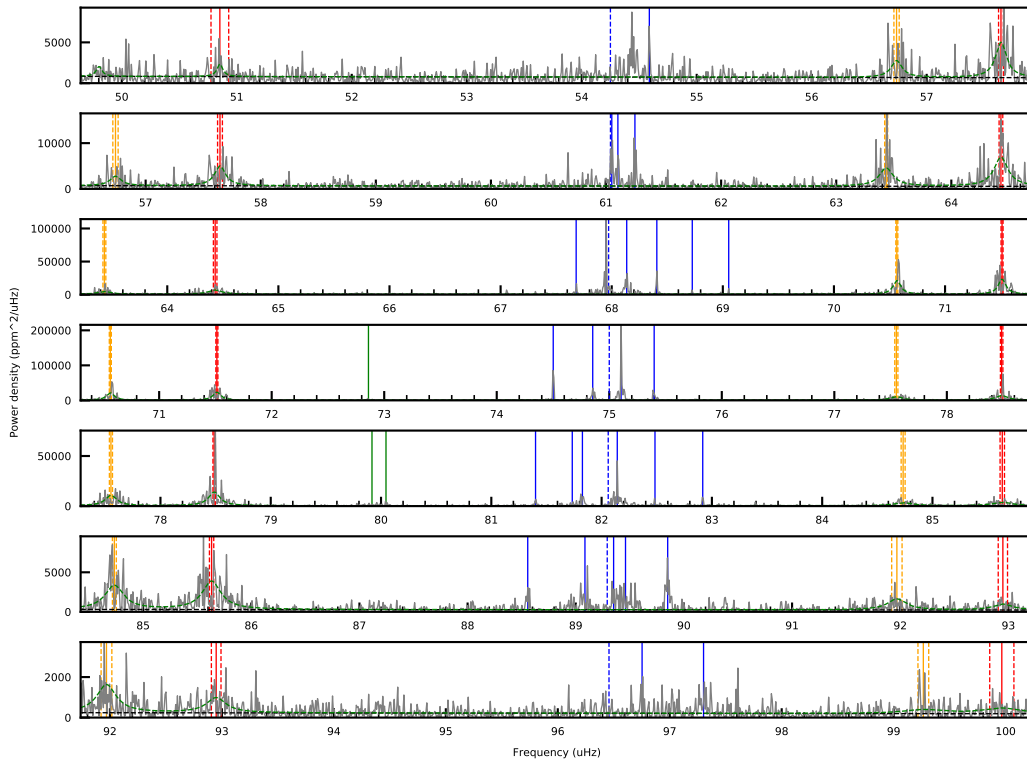 5000
0
50 51 52 53 54 55 56 57
10000
0
57 58 59 60 61 62 63 64
100000
50000
0
64 65 66 67 68 69 70 71
200000
100000
0
71 72 73 74 75 76 77 78
50000
0
78 79 80 81 82 83 84 85
5000
0
85 86 87 88 89 90 91 92 93
2000
0
92 93 94 95 96 97 98 99 100
Power density (ppm^2/uHz)
Frequency (uHz)